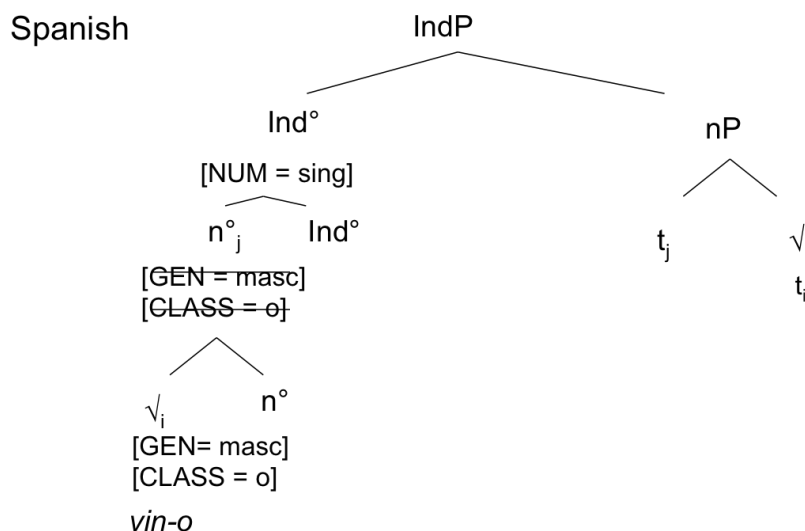 Spanish
IndP
Ind°
nP
[NUM = sing]
n°j Ind°
tj √
ti
[GEN = masc]
[CLASS = o]
√i n°
[GEN= masc]
[CLASS = o]
vin-o